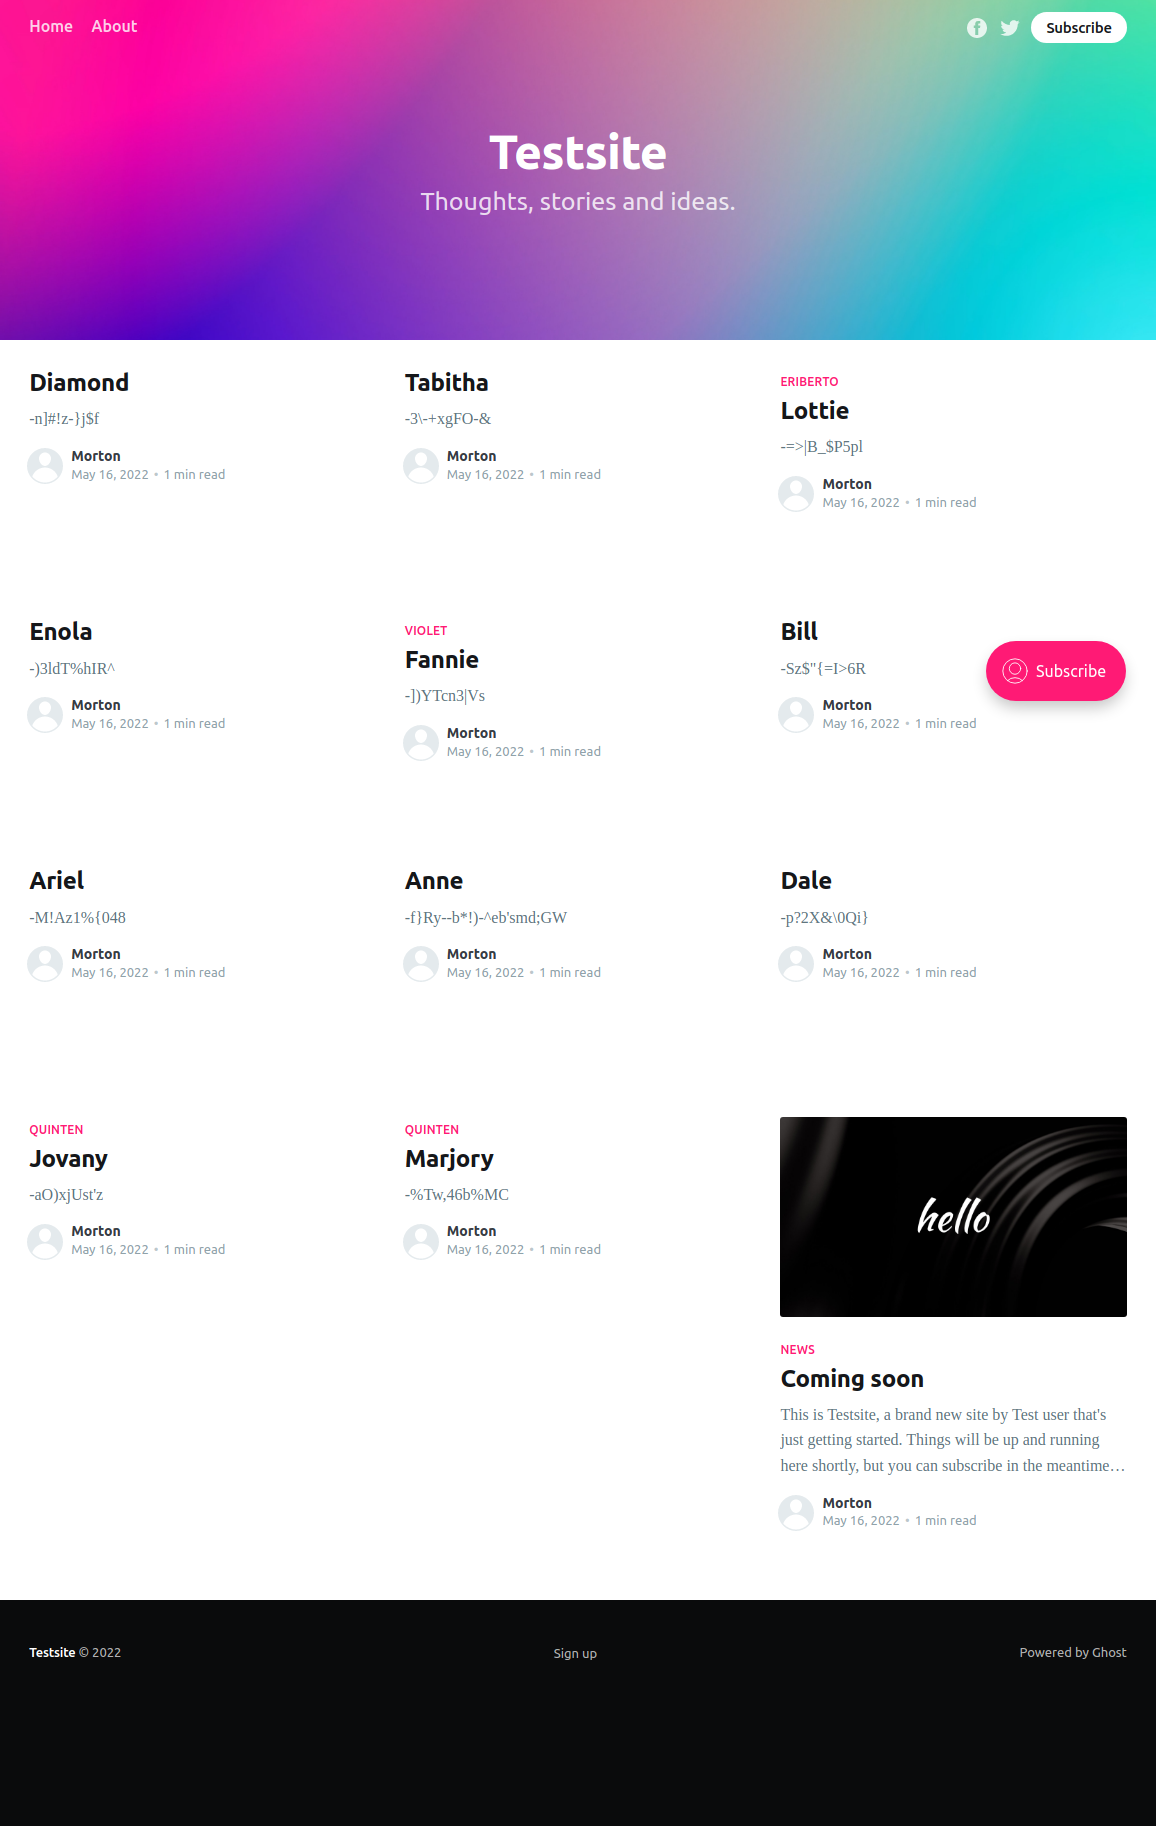 Home About Subscribe
Testsite
Thoughts, stories and ideas.
Diamond
-n]#!z-}j$f
Morton
May 16, 2022 • 1 min read
Tabitha
-3\-+xgFO-&
Morton
May 16, 2022 • 1 min read
ERIBERTO
Lottie
-=>|B_$P5pl
Morton
May 16, 2022 • 1 min read
Enola
-)3ldT%hIR^
Morton
May 16, 2022 • 1 min read
VIOLET
Fannie
-])YTcn3|Vs
Morton
May 16, 2022 • 1 min read
Bill
-Sz$"{=I>6R
Morton
May 16, 2022 • 1 min read
Subscribe
Ariel
-M!Az1%{048
Morton
May 16, 2022 • 1 min read
Anne
-f}Ry--b*!)-^eb'smd;GW
Morton
May 16, 2022 • 1 min read
Dale
-p?2X&\0Qi}
Morton
May 16, 2022 • 1 min read
QUINTEN
Jovany
-aO)xjUst'z
Morton
May 16, 2022 • 1 min read
QUINTEN
Marjory
-%Tw,46b%MC
Morton
May 16, 2022 • 1 min read
hello
NEWS
Coming soon
This is Testsite, a brand new site by Test user that's
just getting started. Things will be up and running
here shortly, but you can subscribe in the meantime…
Morton
May 16, 2022 • 1 min read
Testsite © 2022
Sign up
Powered by Ghost